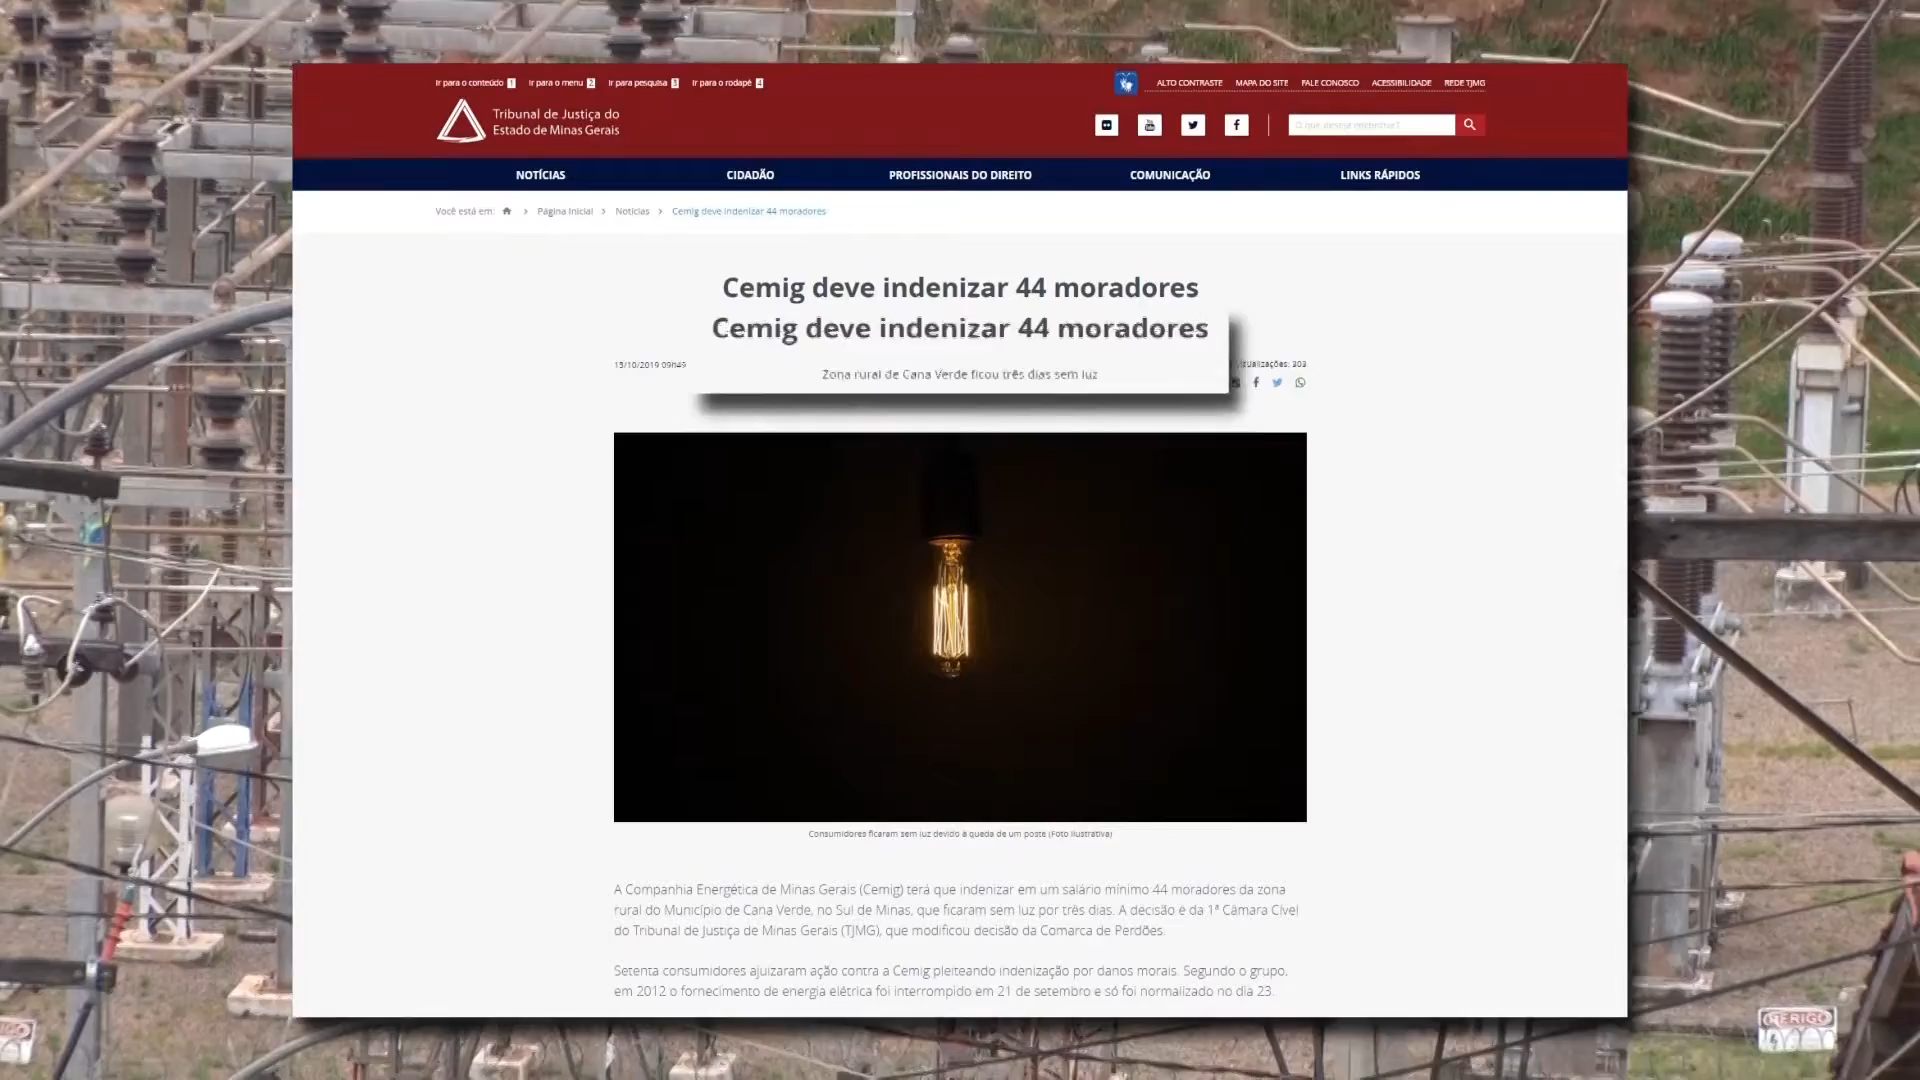 Ir para o conteúdo 1 Ir para o menu 2 Ir para pesquisa 3 Ir para o rodapé 4
ALTO CONTRASTE MAPA DO SITE FALE CONOSCO ACESSIBILIDADE REDE TJMG
Tribunal de Justiça do
Estado de Minas Gerais
O que deseja encontrar?
NOTÍCIAS CIDADÃO PROFISSIONAIS DO DIREITO COMUNICAÇÃO LINKS RÁPIDOS
Você está em: > Página Inicial > Notícias > Cemig deve indenizar 44 moradores
Cemig deve indenizar 44 moradores
Cemig deve indenizar 44 moradores
303
Zona rural de Cana Verde ficou três dias sem luz
Consumidores ficaram sem luz devido à queda de um poste (Foto ilustrativa)
A Companhia Energética de Minas Gerais (Cemig) terá que indenizar em um salário mínimo 44 moradores da zona
rural do Município de Cana Verde, no Sul de Minas, que ficaram sem luz por três dias. A decisão é da 1ª Câmara Cível
do Tribunal de Justiça de Minas Gerais (TJMG), que modificou decisão da Comarca de Perdões.
Setenta consumidores ajuizaram ação contra a Cemig pleiteando indenização por danos morais. Segundo o grupo,
em 2012 o fornecimento de energia elétrica foi interrompido em 21 de setembro e só foi normalizado no dia 23.
PERIGO